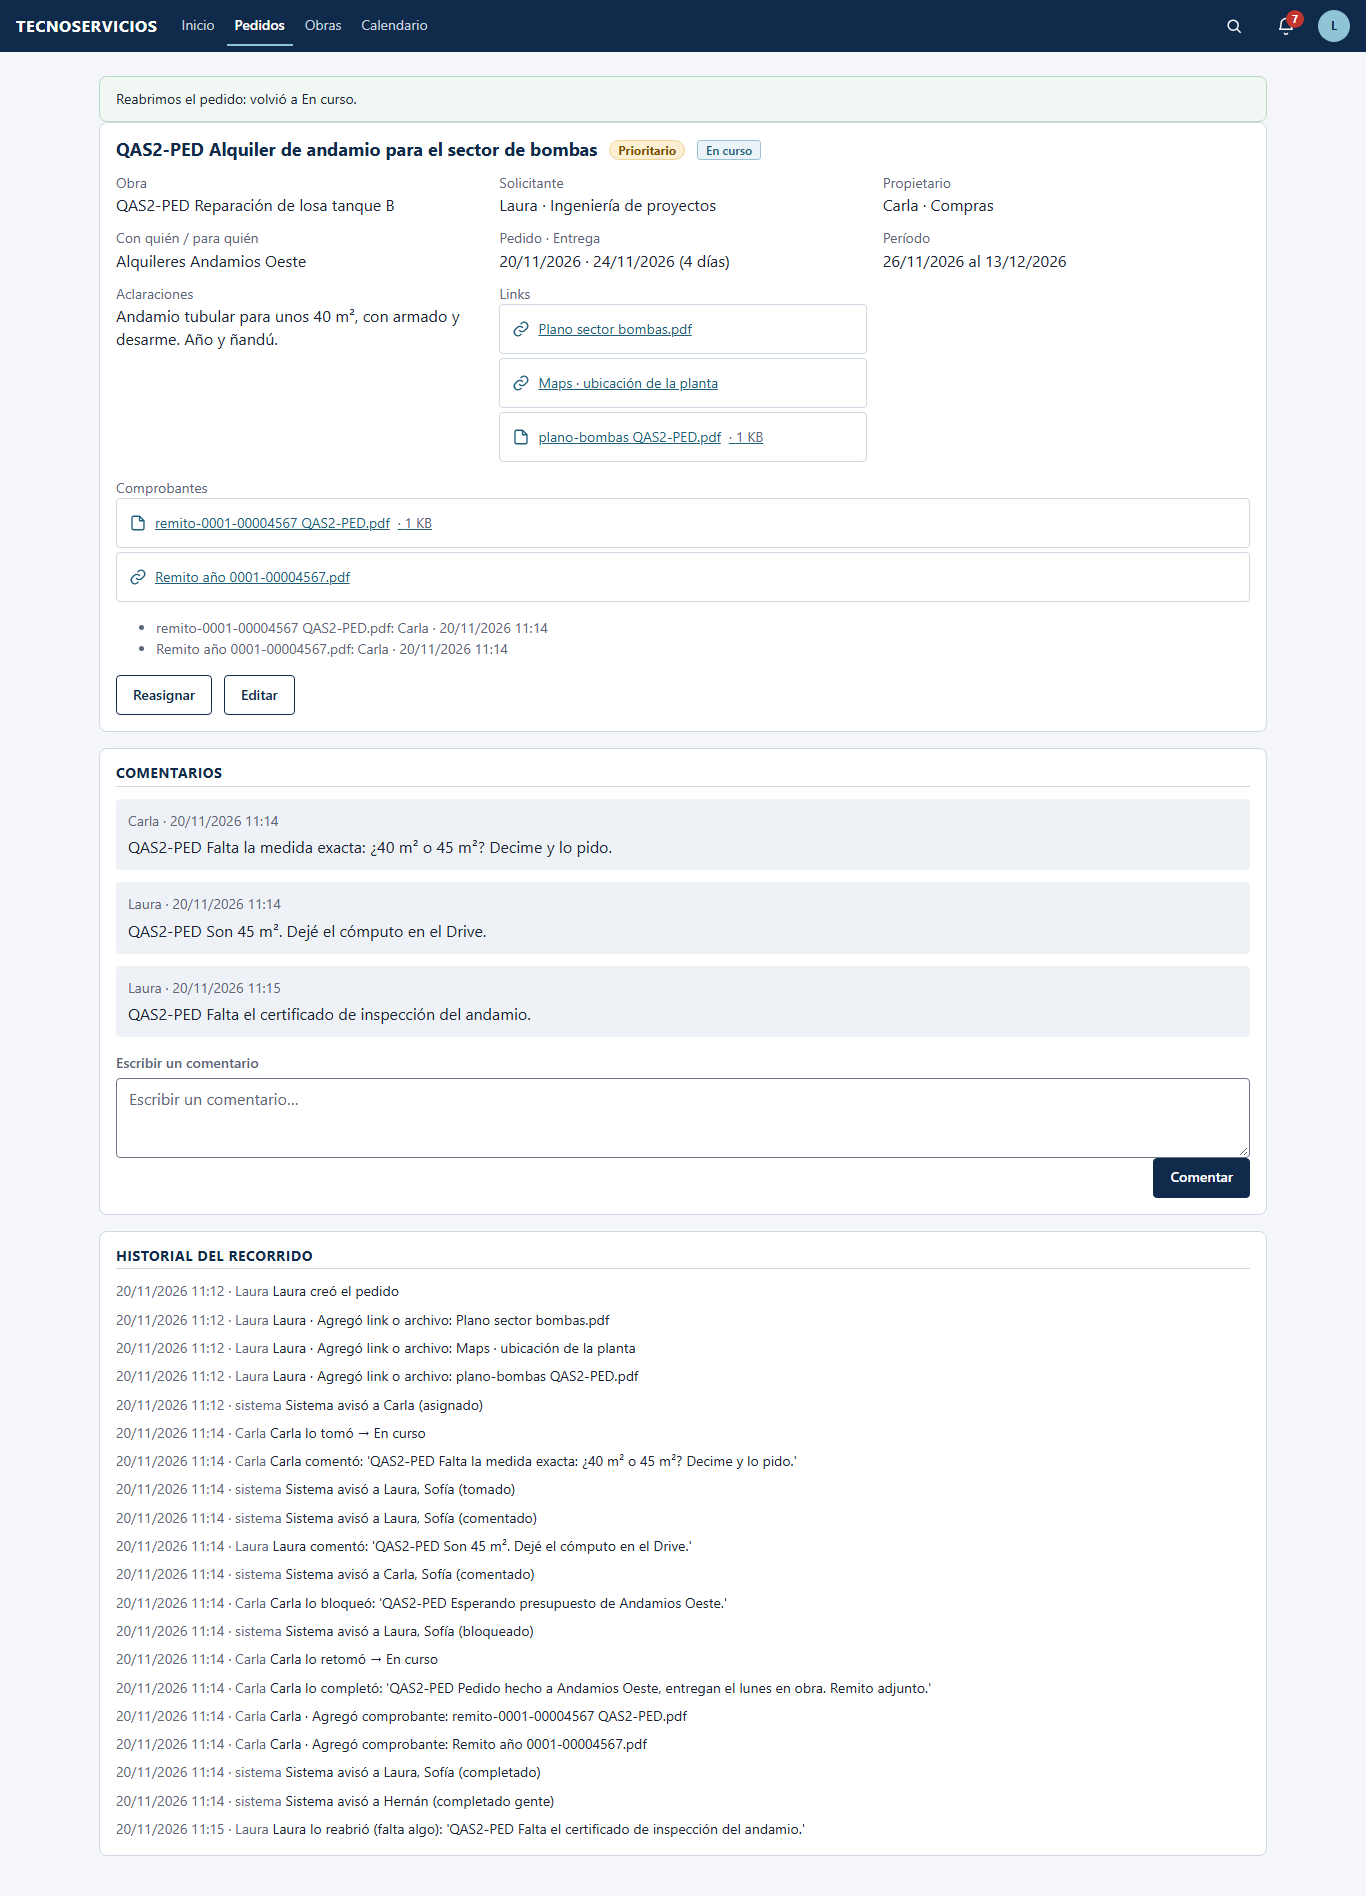 TECNOSERVICIOS Inicio Pedidos Obras Calendario 7 L
Reabrimos el pedido: volvió a En curso.
QAS2-PED Alquiler de andamio para el sector de bombas Prioritario En curso
Obra
QAS2-PED Reparación de losa tanque B
Solicitante
Laura · Ingeniería de proyectos
Propietario
Carla · Compras
Con quién / para quién
Alquileres Andamios Oeste
Pedido · Entrega
20/11/2026 · 24/11/2026 (4 días)
Período
26/11/2026 al 13/12/2026
Aclaraciones
Andamio tubular para unos 40 m², con armado y
desarme. Año y ñandú.
Links
Plano sector bombas.pdf
Maps · ubicación de la planta
plano-bombas QAS2-PED.pdf · 1 KB
Comprobantes
remito-0001-00004567 QAS2-PED.pdf · 1 KB
Remito año 0001-00004567.pdf
• remito-0001-00004567 QAS2-PED.pdf: Carla · 20/11/2026 11:14
• Remito año 0001-00004567.pdf: Carla · 20/11/2026 11:14
Reasignar Editar
COMENTARIOS
Carla · 20/11/2026 11:14
QAS2-PED Falta la medida exacta: ¿40 m² o 45 m²? Decime y lo pido.
Laura · 20/11/2026 11:14
QAS2-PED Son 45 m². Dejé el cómputo en el Drive.
Laura · 20/11/2026 11:15
QAS2-PED Falta el certificado de inspección del andamio.
Escribir un comentario
Escribir un comentario...
Comentar
HISTORIAL DEL RECORRIDO
20/11/2026 11:12 · Laura Laura creó el pedido
20/11/2026 11:12 · Laura Laura · Agregó link o archivo: Plano sector bombas.pdf
20/11/2026 11:12 · Laura Laura · Agregó link o archivo: Maps · ubicación de la planta
20/11/2026 11:12 · Laura Laura · Agregó link o archivo: plano-bombas QAS2-PED.pdf
20/11/2026 11:12 · sistema Sistema avisó a Carla (asignado)
20/11/2026 11:14 · Carla Carla lo tomó → En curso
20/11/2026 11:14 · Carla Carla comentó: 'QAS2-PED Falta la medida exacta: ¿40 m² o 45 m²? Decime y lo pido.'
20/11/2026 11:14 · sistema Sistema avisó a Laura, Sofía (tomado)
20/11/2026 11:14 · sistema Sistema avisó a Laura, Sofía (comentado)
20/11/2026 11:14 · Laura Laura comentó: 'QAS2-PED Son 45 m². Dejé el cómputo en el Drive.'
20/11/2026 11:14 · sistema Sistema avisó a Carla, Sofía (comentado)
20/11/2026 11:14 · Carla Carla lo bloqueó: 'QAS2-PED Esperando presupuesto de Andamios Oeste.'
20/11/2026 11:14 · sistema Sistema avisó a Laura, Sofía (bloqueado)
20/11/2026 11:14 · Carla Carla lo retomó → En curso
20/11/2026 11:14 · Carla Carla lo completó: 'QAS2-PED Pedido hecho a Andamios Oeste, entregan el lunes en obra. Remito adjunto.'
20/11/2026 11:14 · Carla Carla · Agregó comprobante: remito-0001-00004567 QAS2-PED.pdf
20/11/2026 11:14 · Carla Carla · Agregó comprobante: Remito año 0001-00004567.pdf
20/11/2026 11:14 · sistema Sistema avisó a Laura, Sofía (completado)
20/11/2026 11:14 · sistema Sistema avisó a Hernán (completado gente)
20/11/2026 11:15 · Laura Laura lo reabrió (falta algo): 'QAS2-PED Falta el certificado de inspección del andamio.'